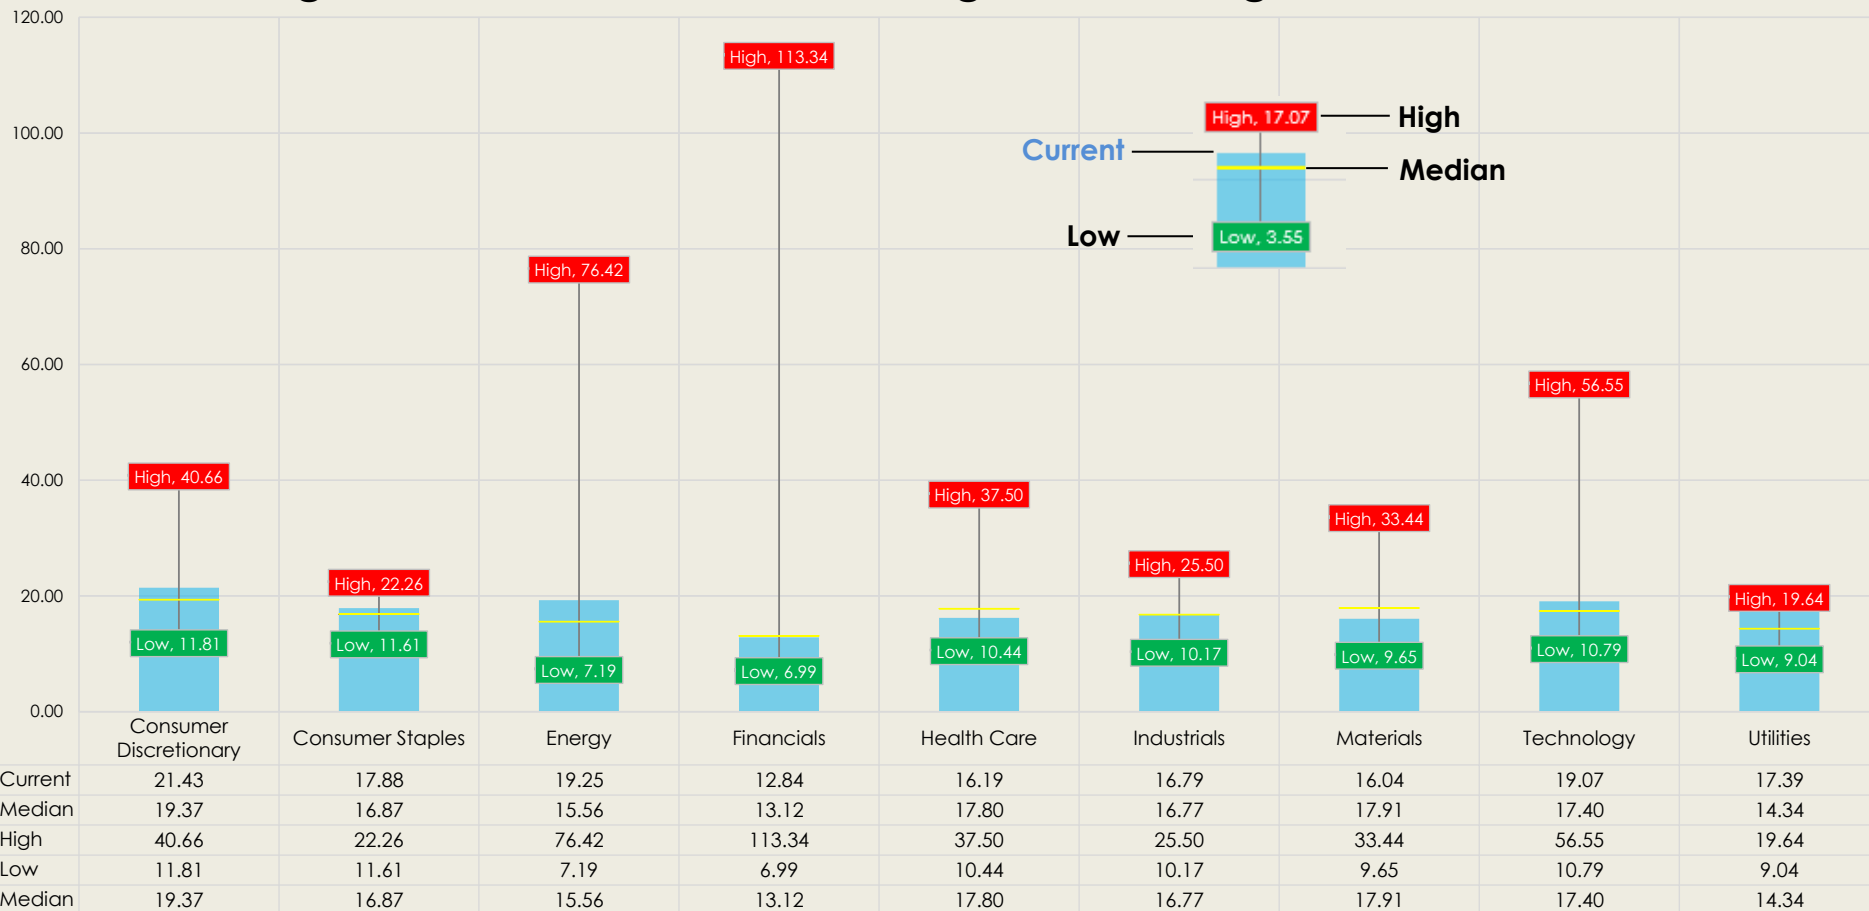 120.00
100.00
80.00
60.00
40.00
20.00
0.00
High, 113.34
High, 17.07
High
Current
Median
Low
Low, 3.55
High, 76.42
High, 56.55
High, 40.66
High, 37.50
High, 33.44
High, 25.50
High, 22.26
High, 19.64
Low, 11.81
Low, 11.61
Low, 7.19
Low, 6.99
Low, 10.44
Low, 10.17
Low, 9.65
Low, 10.79
Low, 9.04
Consumer
Discretionary
Consumer Staples
Energy
Financials
Health Care
Industrials
Materials
Technology
Utilities
Current 21.43 17.88 19.25 12.84 16.19 16.79 16.04 19.07 17.39
Median 19.37 16.87 15.56 13.12 17.80 16.77 17.91 17.40 14.34
High 40.66 22.26 76.42 113.34 37.50 25.50 33.44 56.55 19.64
Low 11.81 11.61 7.19 6.99 10.44 10.17 9.65 10.79 9.04
Median 19.37 16.87 15.56 13.12 17.80 16.77 17.91 17.40 14.34